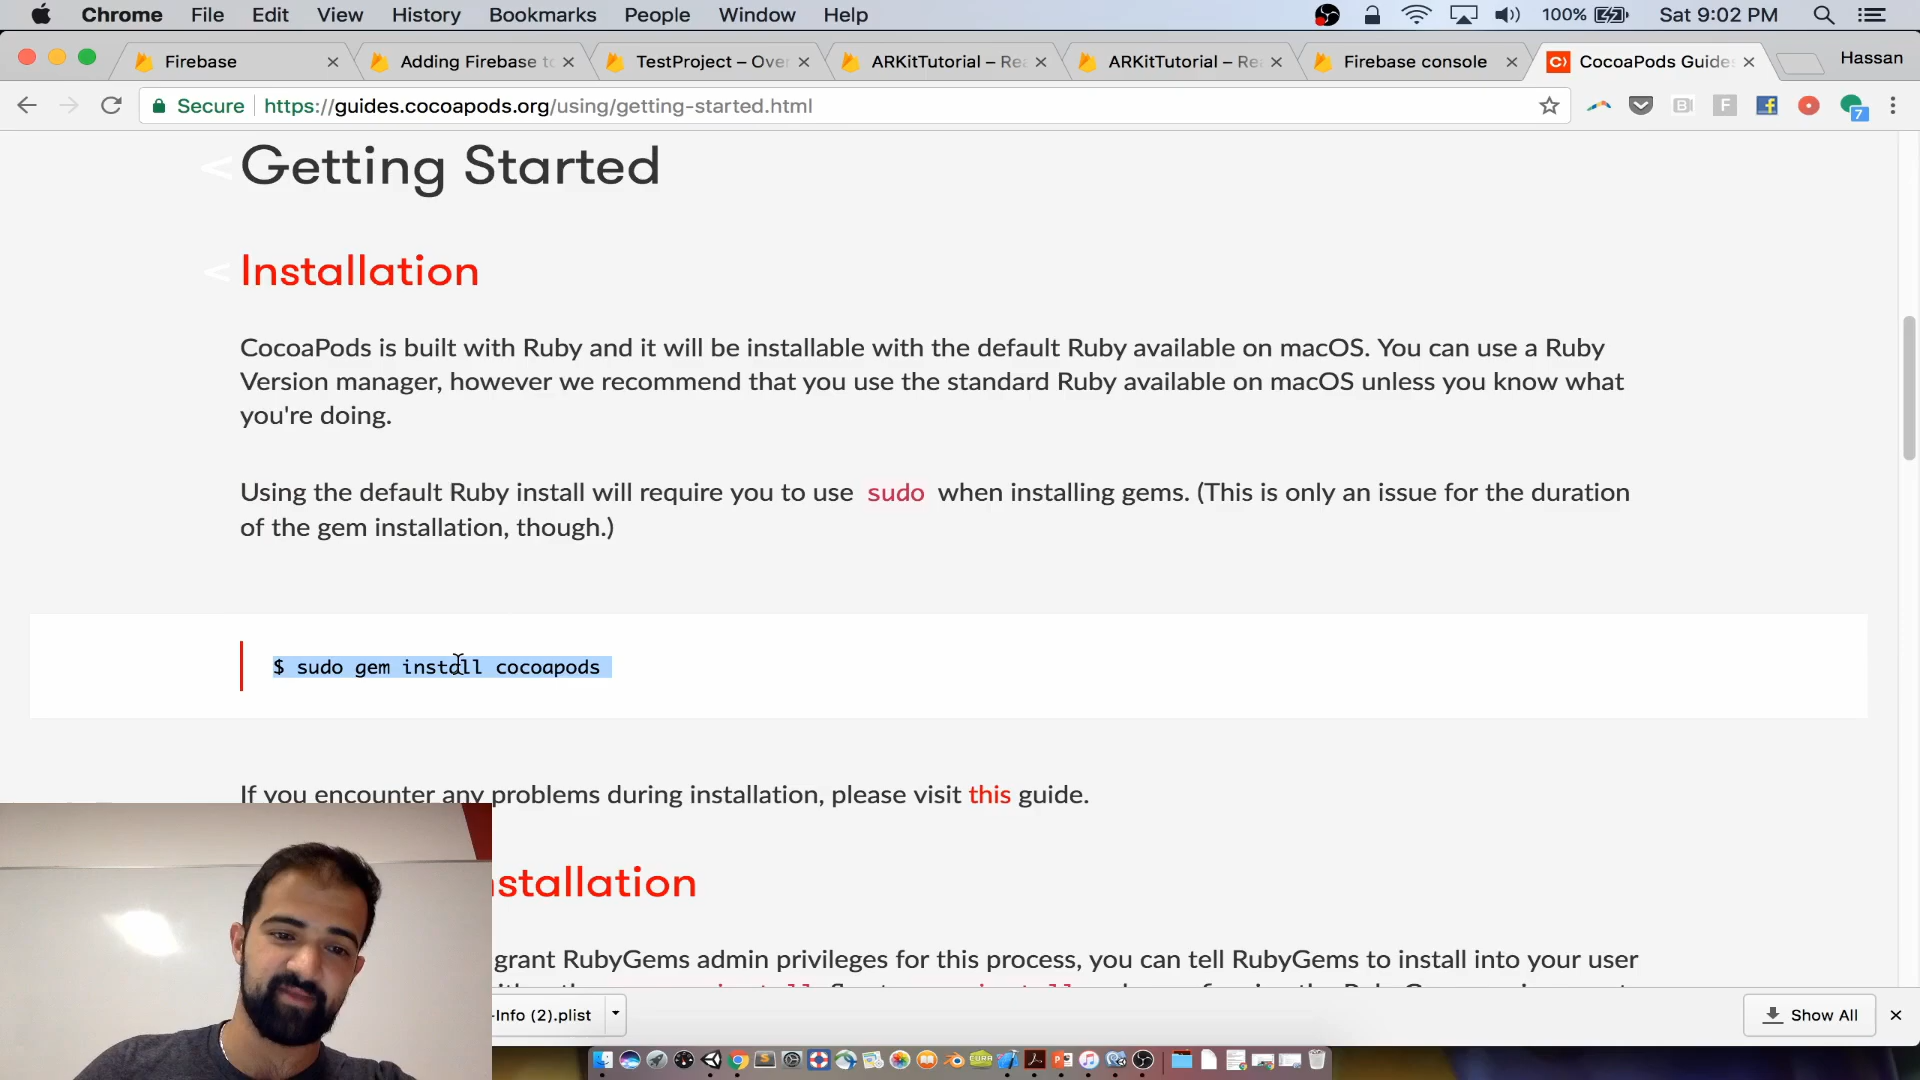 Chrome File Edit View History Bookmarks People Window Help 100% Sat 9:02 PM
Firebase
Adding Firebase to
TestProject – Over
ARKitTutorial – Rea
ARKitTutorial – Re
Firebase console
CocoaPods Guides
Hassan
Secure https://guides.cocoapods.org/using/getting-started.html
7
Getting Started
Installation
CocoaPods is built with Ruby and it will be installable with the default Ruby available on macOS. You can use a Ruby
Version manager, however we recommend that you use the standard Ruby available on macOS unless you know what
you're doing.
Using the default Ruby install will require you to use sudo when installing gems. (This is only an issue for the duration
of the gem installation, though.)
$ sudo gem install cocoapods
If you encounter any problems during installation, please visit this guide.
nstallation
grant RubyGems admin privileges for this process, you can tell RubyGems to install into your user
-Info (2).plist
Show All